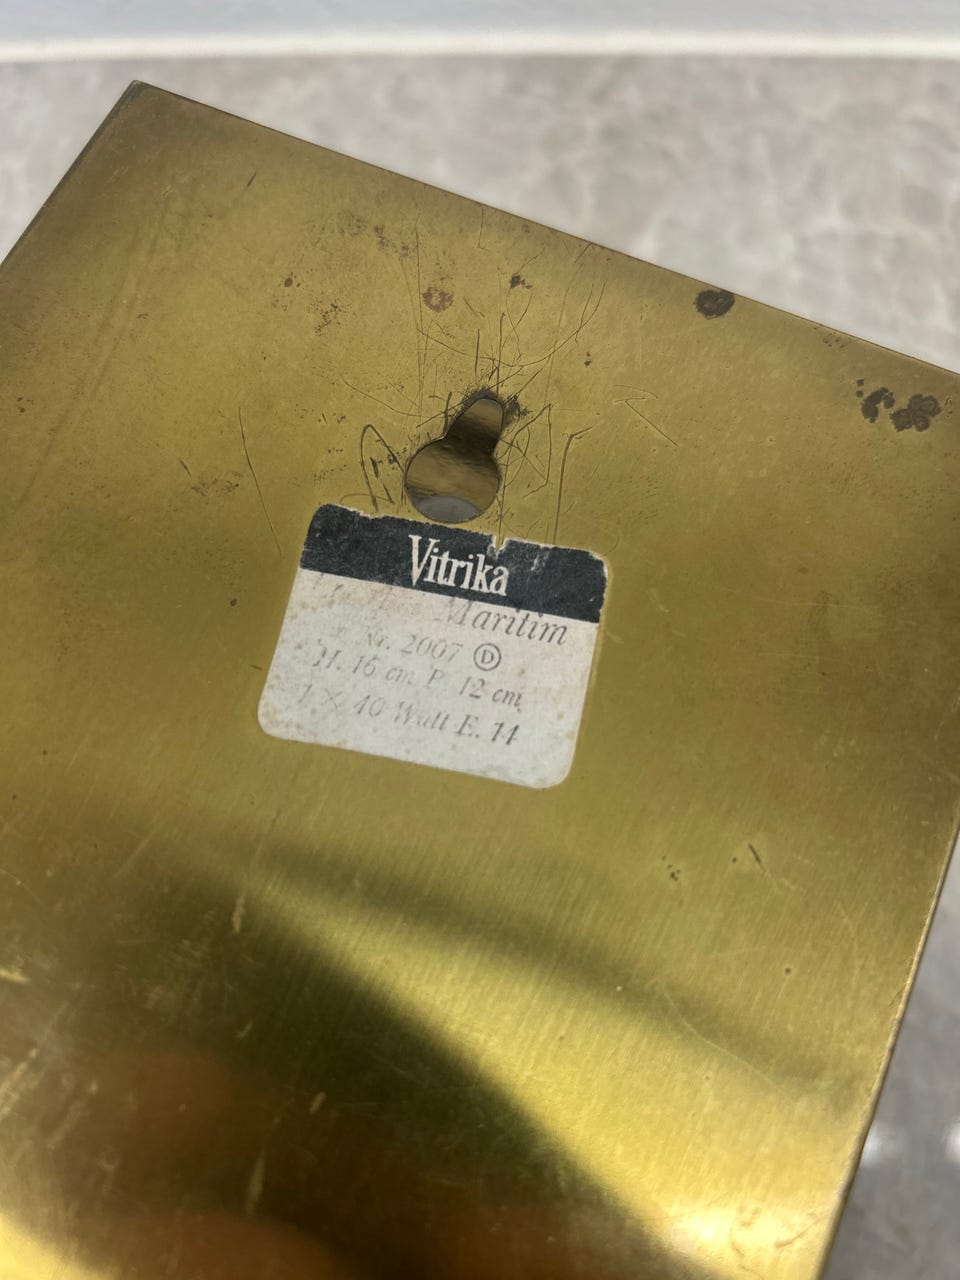 Vitrika
Maritim
Nr. 2007 Ⓓ
H. 16 cm P. 12 cm
1 × 40 Watt E. 14